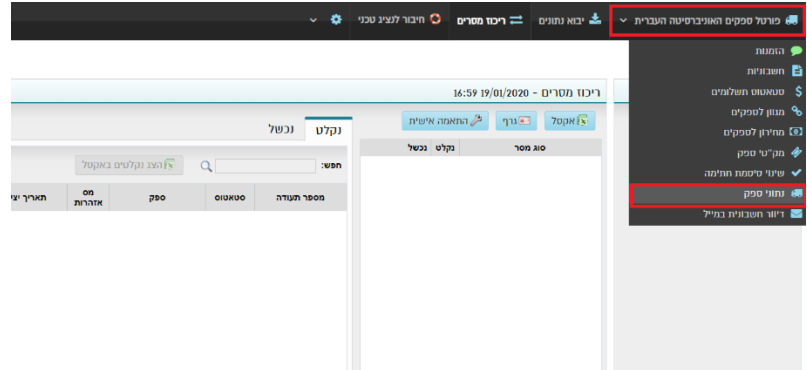 פורטל ספקים האוניברסיטה העברית
יבוא נתונים
ריכוז מסרים
חיבור לנציג טכני
הזמנות
חשבוניות
סטאטוס תשלומים
מגוון לספקים
מחירון לספקים
מק"טי ספק
שינוי סיסמת חתימה
נתוני ספק
דיוור חשבונית במייל
ריכוז מסרים - 19/01/2020 16:59
אקסל
גרף
התאמה אישית
סוג מסר
נקלט
נכשל
נקלט
נכשל
חפש:
הצג נקלטים באקסל
מספר תעודה
סטאטוס
ספק
מס אזהרות
תאריך יצי